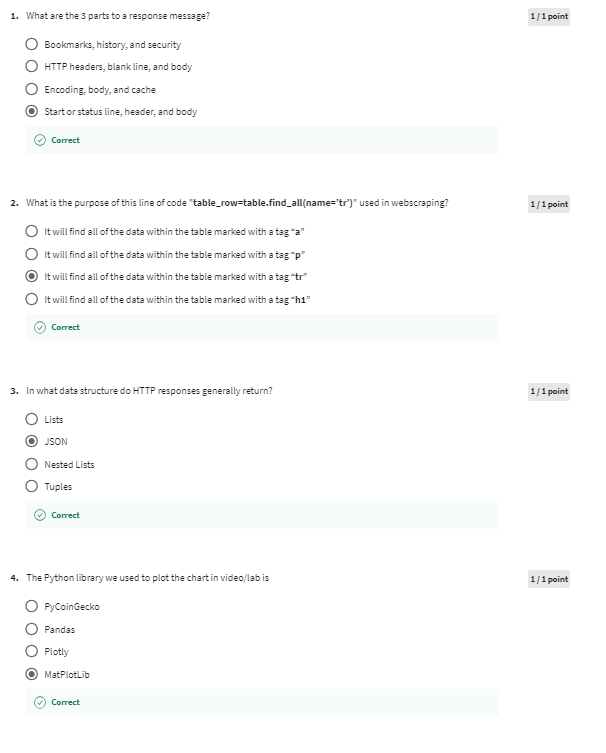 1. What are the 3 parts to a response message?
1 / 1 point
Bookmarks, history, and security
HTTP headers, blank line, and body
Encoding, body, and cache
Start or status line, header, and body
Correct
2. What is the purpose of this line of code "table_row=table.find_all(name='tr')" used in webscraping?
1 / 1 point
It will find all of the data within the table marked with a tag “a”
It will find all of the data within the table marked with a tag “p”
It will find all of the data within the table marked with a tag “tr”
It will find all of the data within the table marked with a tag “h1”
Correct
3. In what data structure do HTTP responses generally return?
1 / 1 point
Lists
JSON
Nested Lists
Tuples
Correct
4. The Python library we used to plot the chart in video/lab is
1 / 1 point
PyCoinGecko
Pandas
Plotly
MatPlotLib
Correct